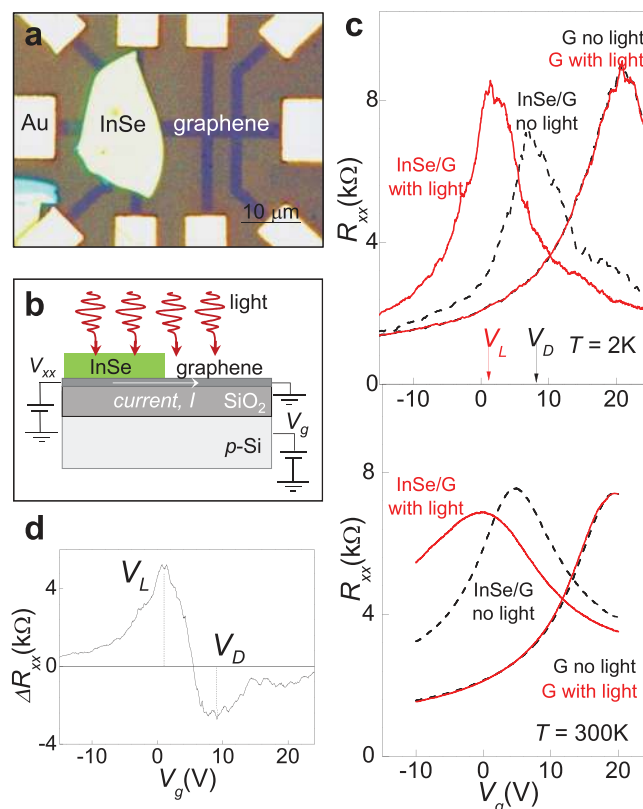 a
Au
InSe
graphene
10 μm
b
light
InSe
graphene
V_xx
current, I
SiO₂
V_g
p-Si
c
G no light
G with light
InSe/G
no light
InSe/G
with light
R_xx(kΩ)
8
4
0
V_L
V_D
T = 2K
-10
0
10
20
InSe/G
with light
InSe/G
no light
G no light
G with light
R_xx(kΩ)
8
4
0
T = 300K
-10
0
10
20
V_g(V)
d
V_L
V_D
ΔR_xx(kΩ)
4
0
-4
-10
0
10
20
V_g(V)